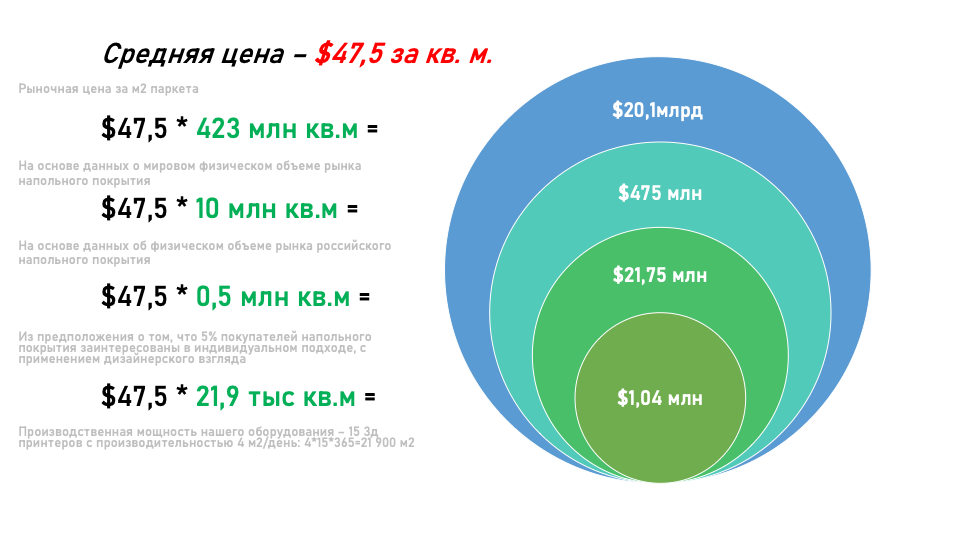 Средняя цена – $47,5 за кв. м.
Рыночная цена за м2 паркета
$47,5 * 423 млн кв.м =
На основе данных о мировом физическом объеме рынка
напольного покрытия
$47,5 * 10 млн кв.м =
На основе данных об физическом объеме рынка российского
напольного покрытия
$47,5 * 0,5 млн кв.м =
Из предположения о том, что 5% покупателей напольного
покрытия заинтересованы в индивидуальном подходе, с
применением дизайнерского взгляда
$47,5 * 21,9 тыс кв.м =
Производственная мощность нашего оборудования – 15 3д
принтеров с производительностью 4 м2/день: 4*15*365=21 900 м2
$20,1млрд
$475 млн
$21,75 млн
$1,04 млн